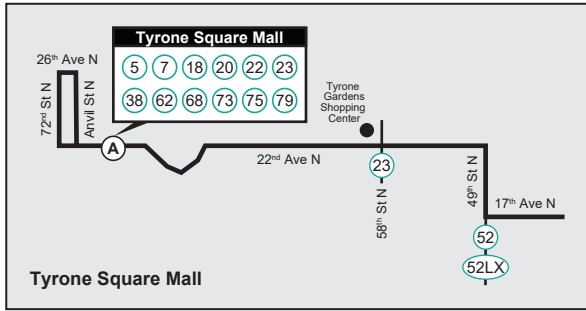 Tyrone Square Mall
26th Ave N
5 7 18 20 22 23
38 62 68 73 75 79
72nd St N
Anvil St N
Tyrone
Gardens
Shopping
Center
A
22nd Ave N
23
58th St N
49th St N
17th Ave N
52
52LX
Tyrone Square Mall